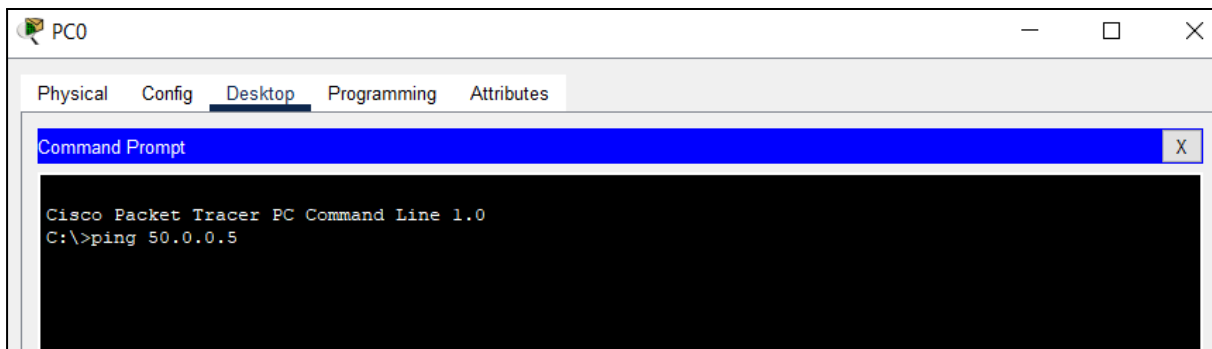 PC0
Physical Config Desktop Programming Attributes
Command Prompt X
Cisco Packet Tracer PC Command Line 1.0
C:\>ping 50.0.0.5